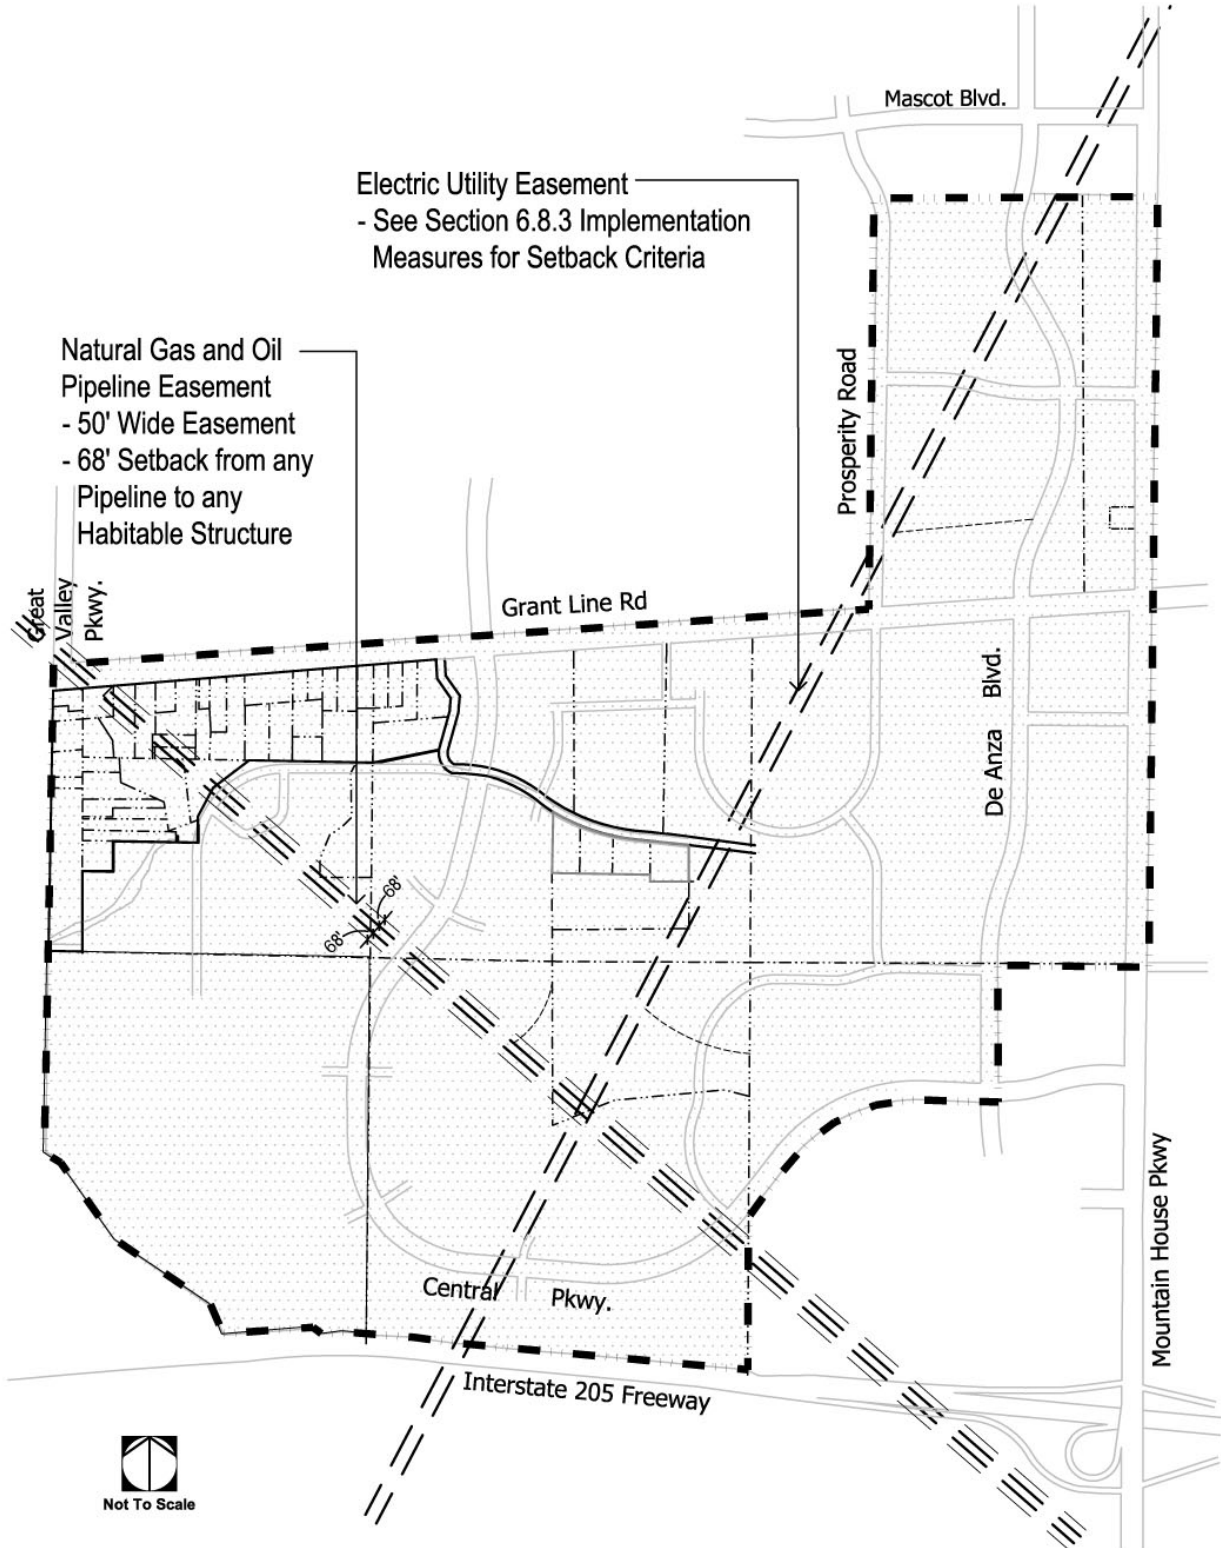 Mascot Blvd.
Electric Utility Easement
- See Section 6.8.3 Implementation
Measures for Setback Criteria
Natural Gas and Oil
Pipeline Easement
- 50' Wide Easement
- 68' Setback from any
Pipeline to any
Habitable Structure
Prosperity Road
Great
Valley
Pkwy.
Grant Line Rd
De Anza Blvd.
68'
68'
Mountain House Pkwy
Central Pkwy.
Interstate 205 Freeway
Not To Scale